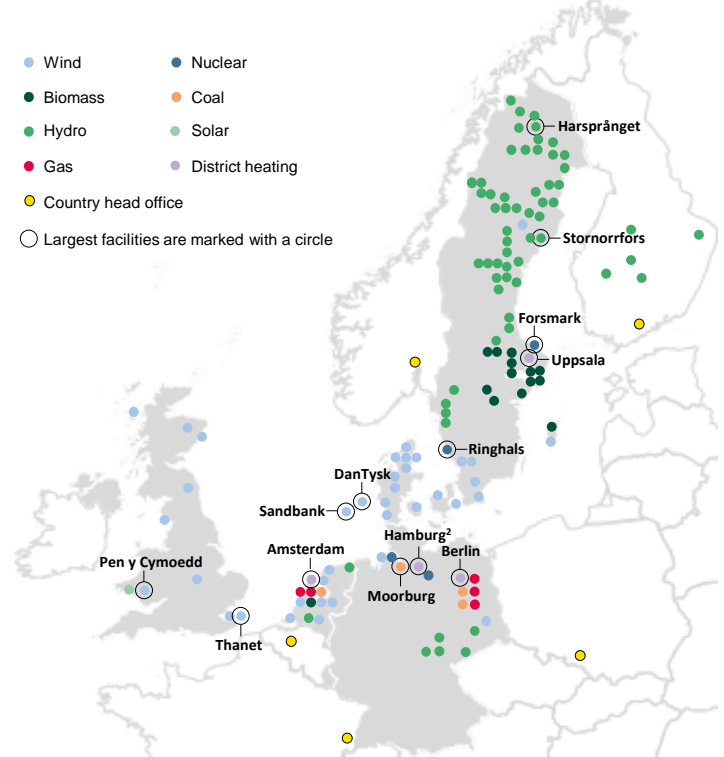 Wind
Nuclear
Biomass
Coal
Hydro
Solar
Gas
District heating
Country head office
Largest facilities are marked with a circle
Harsprånget
Stornorrfors
Forsmark
Uppsala
Ringhals
DanTysk
Sandbank
Hamburg²
Amsterdam
Berlin
Pen y Cymoedd
Moorburg
Thanet